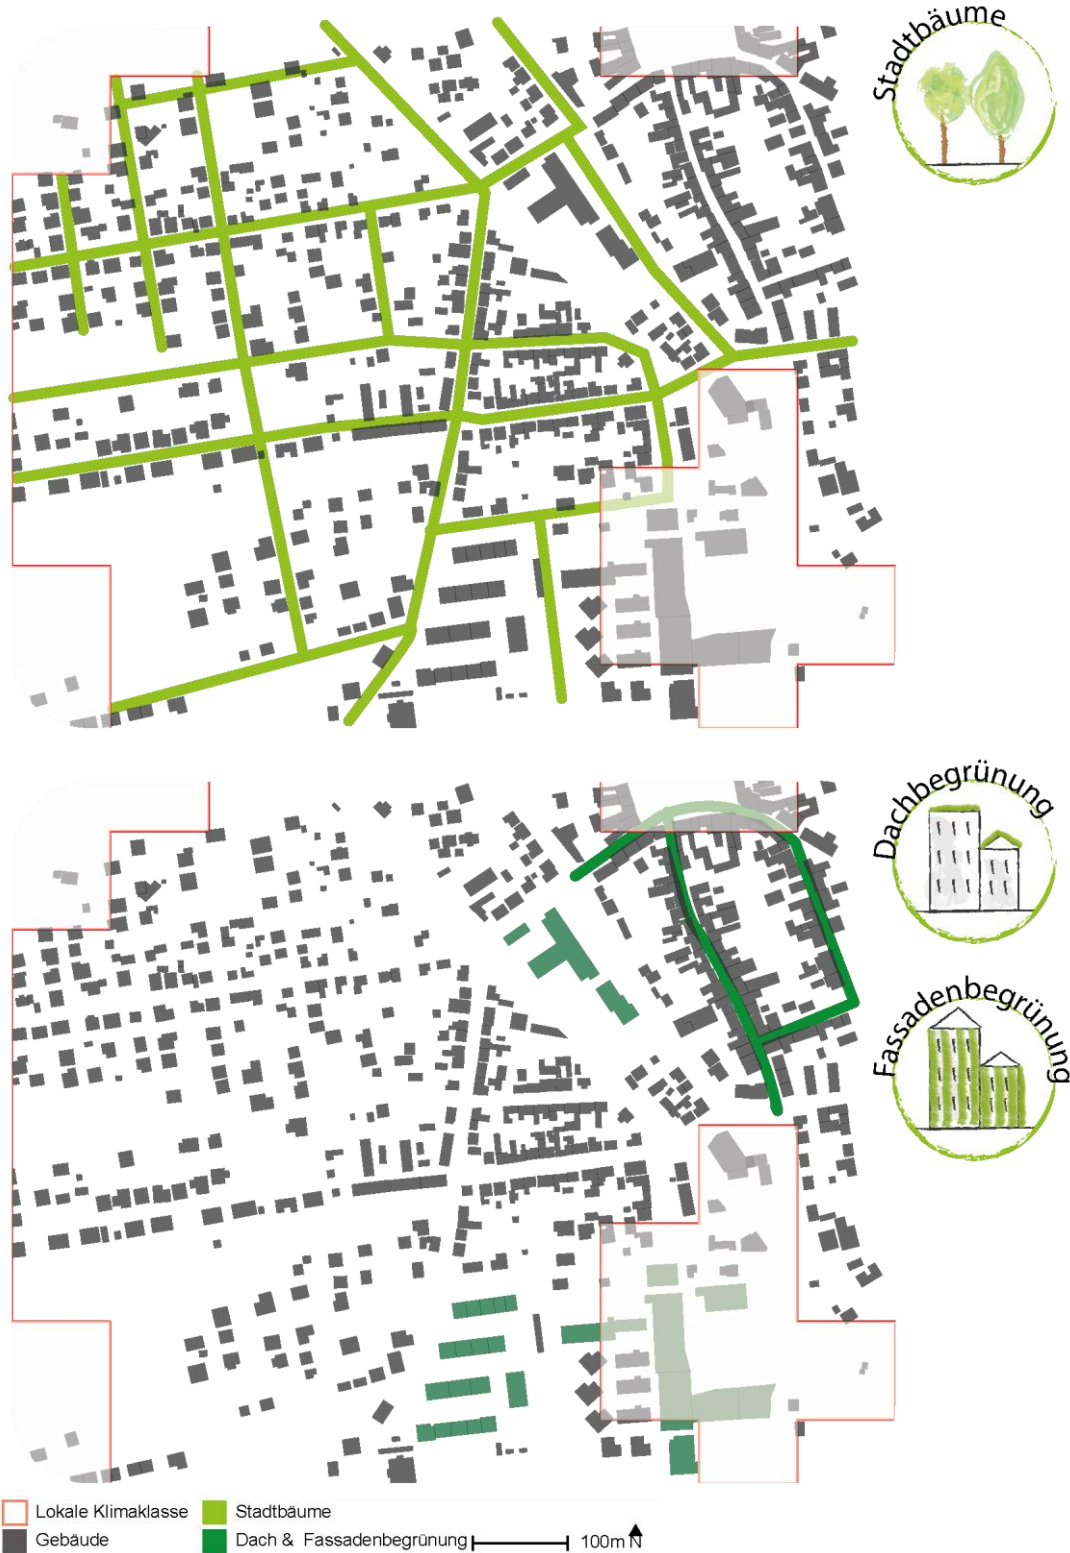 Stadtbäume
Dachbegrünung
Fassadenbegrünung
Lokale Klimaklasse
Stadtbäume
Gebäude
Dach & Fassadenbegrünung
100m
N